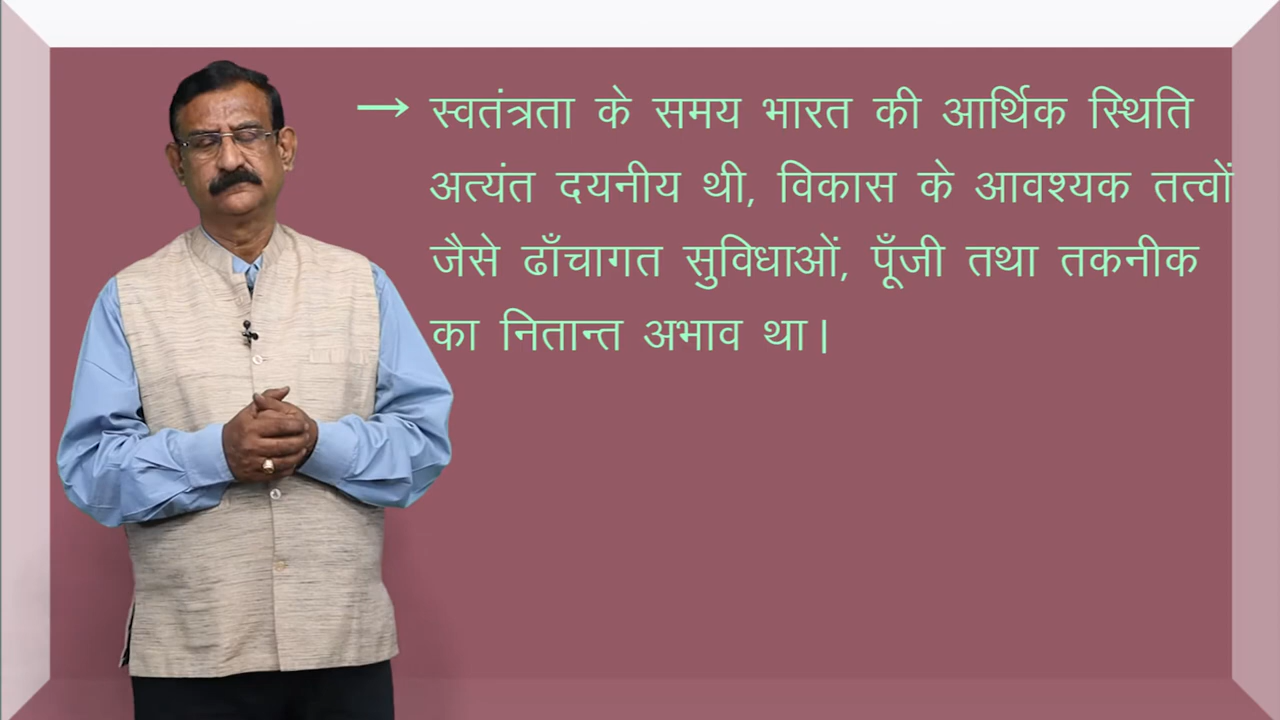 → स्वतंत्रता के समय भारत की आर्थिक स्थिति
अत्यंत दयनीय थी, विकास के आवश्यक तत्वों
जैसे ढाँचागत सुविधाओं, पूँजी तथा तकनीक
का नितान्त अभाव था।